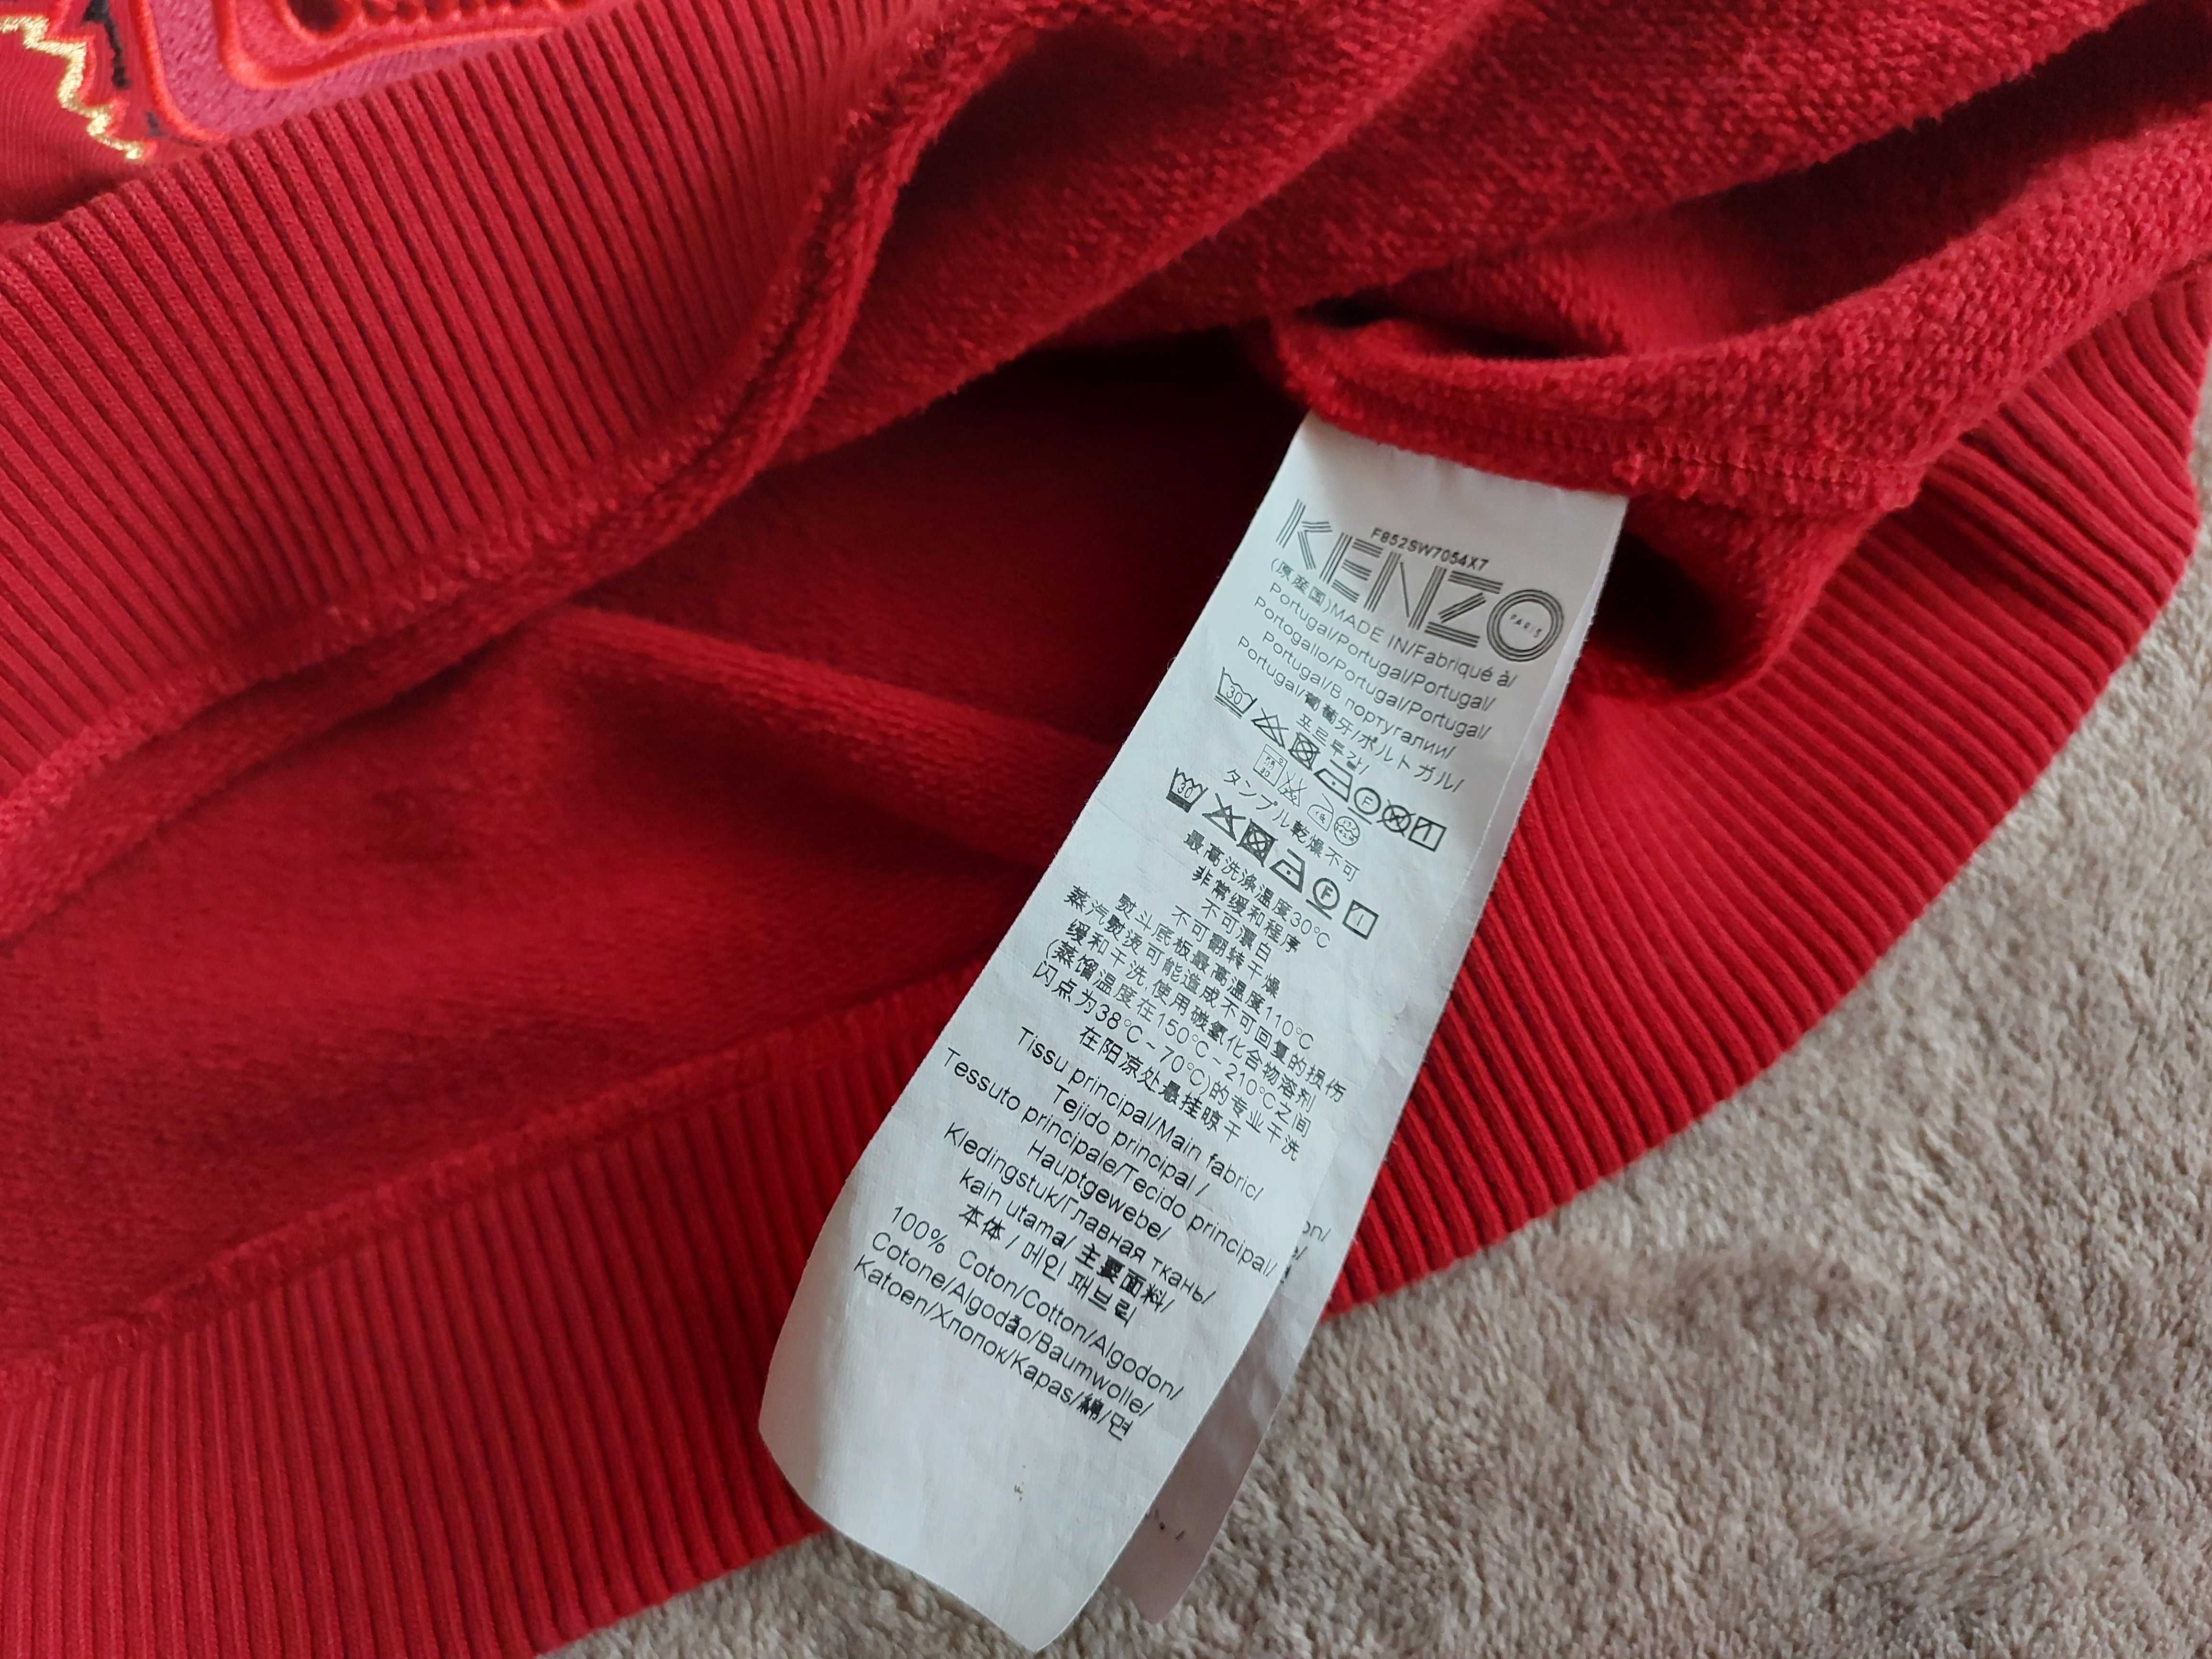 F852SW7054X7
KENZO
PARIS
(原産国)MADE IN/Fabriqué à/
Portugal/Portugal/Portugal/
Portogallo/Portugal/Portugal/
Portugal/В португалии/
Portugal/葡萄牙/ポルトガル/
포르투갈/
30 F W
タンブル乾燥不可
30 F
最高洗涤温度30°C
非常缓和程序
不可漂白
不可翻转干燥
熨斗底板最高温度110°C
蒸汽熨烫可能造成不可回复的损伤
缓和干洗,使用碳氢化合物溶剂
(蒸馏温度在150°C~210°C之间
闪点为38°C~70°C)的专业干洗
在阳凉处悬挂晾干
Tissu principal/Main fabric/
Tejido principal /
Tessuto principale/Tecido principal/
Hauptgewebe/
Kledingstuk/Главная ткань/
kain utama/ 主要面料/
本体 / 메인 패브릭
100% Coton/Cotton/Algodon/
Cotone/Algodão/Baumwolle/
Katoen/Хлопок/Kapas/綿/면
on/
e/